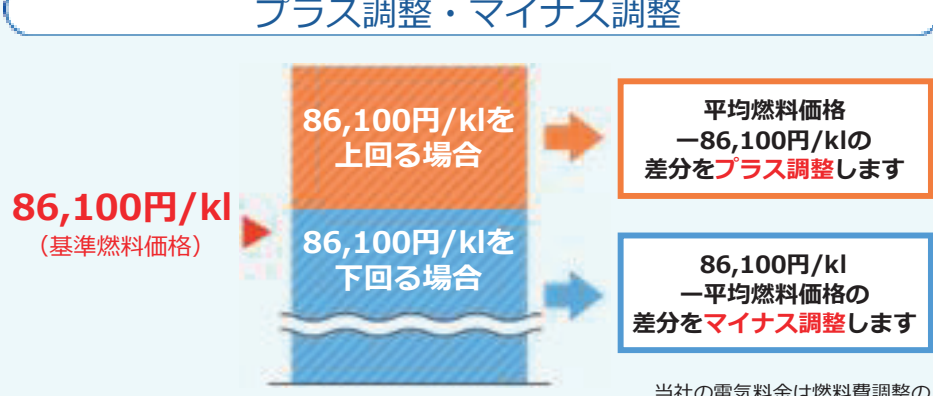 プラス調整・マイナス調整
86,100円/klを
上回る場合
平均燃料価格
ー86,100円/klの
差分をプラス調整します
86,100円/kl
（基準燃料価格）
86,100円/klを
下回る場合
86,100円/kl
ー平均燃料価格の
差分をマイナス調整します
当社の電気料金は燃料費調整の